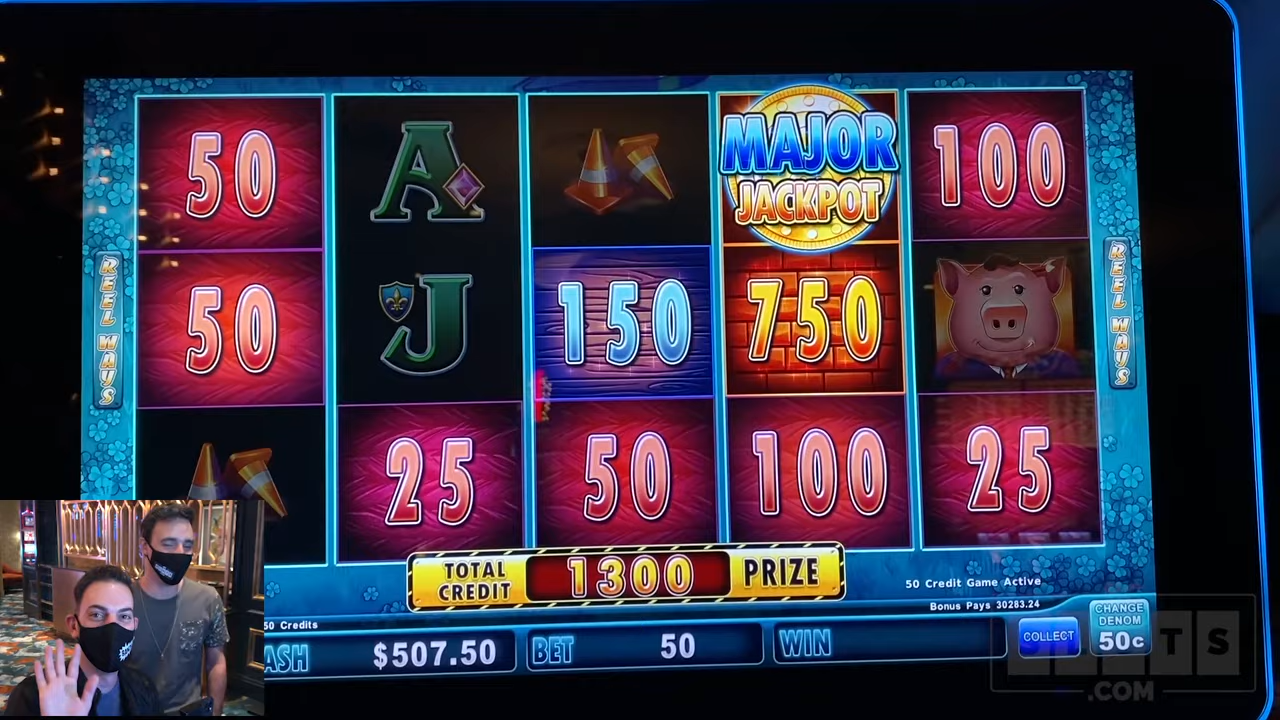 50
A
MAJOR
JACKPOT
100
50
J
150
750
REEL WAYS
REEL WAYS
25
50
100
25
TOTAL
CREDIT
1300
PRIZE
50 Credit Game Active
Bonus Pays 30283.24
50 Credits
ASH
$507.50
BET
50
WIN
COLLECT
CHANGE
DENOM
50¢
TS
.COM